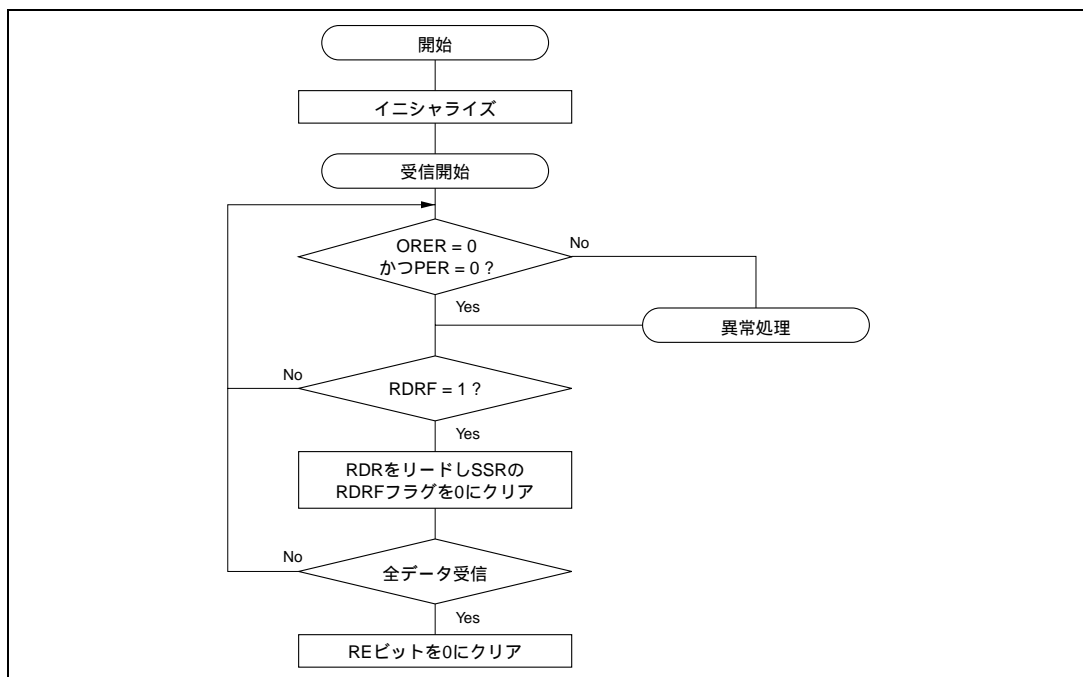 開始
イニシャライズ
受信開始
ORER = 0
かつPER = 0 ?
No
Yes
異常処理
No
RDRF = 1 ?
Yes
RDRをリードしSSRの
RDRFフラグを0にクリア
No
全データ受信
Yes
REビットを0にクリア